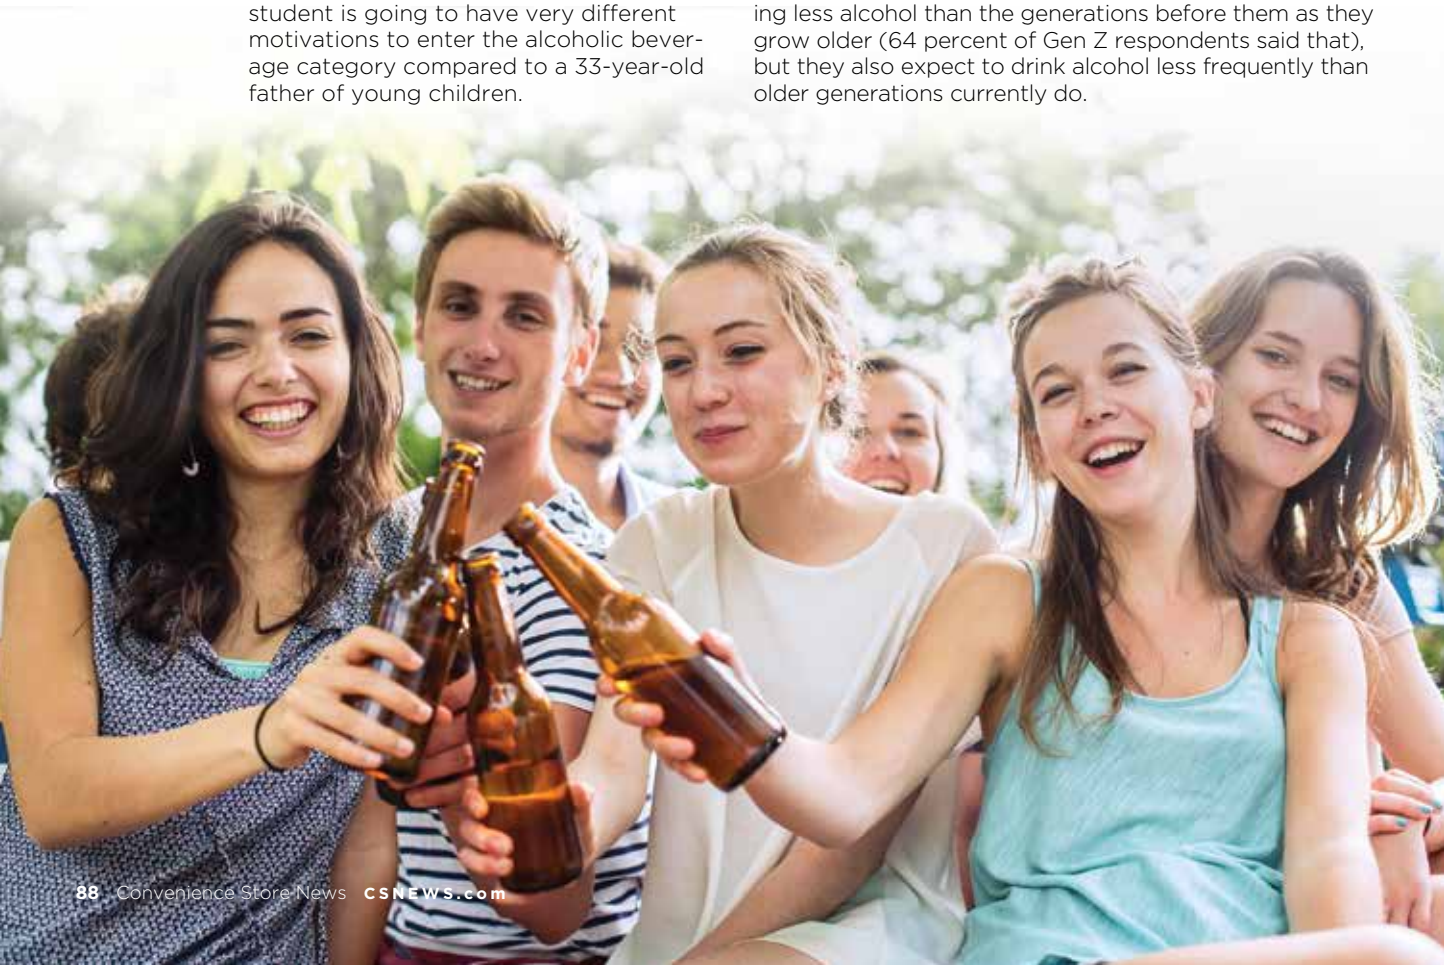 student is going to have very different
motivations to enter the alcoholic bever-
age category compared to a 33-year-old
father of young children.
ing less alcohol than the generations before them as they
grow older (64 percent of Gen Z respondents said that),
but they also expect to drink alcohol less frequently than
older generations currently do.
88 Convenience Store News CSNEWS.com